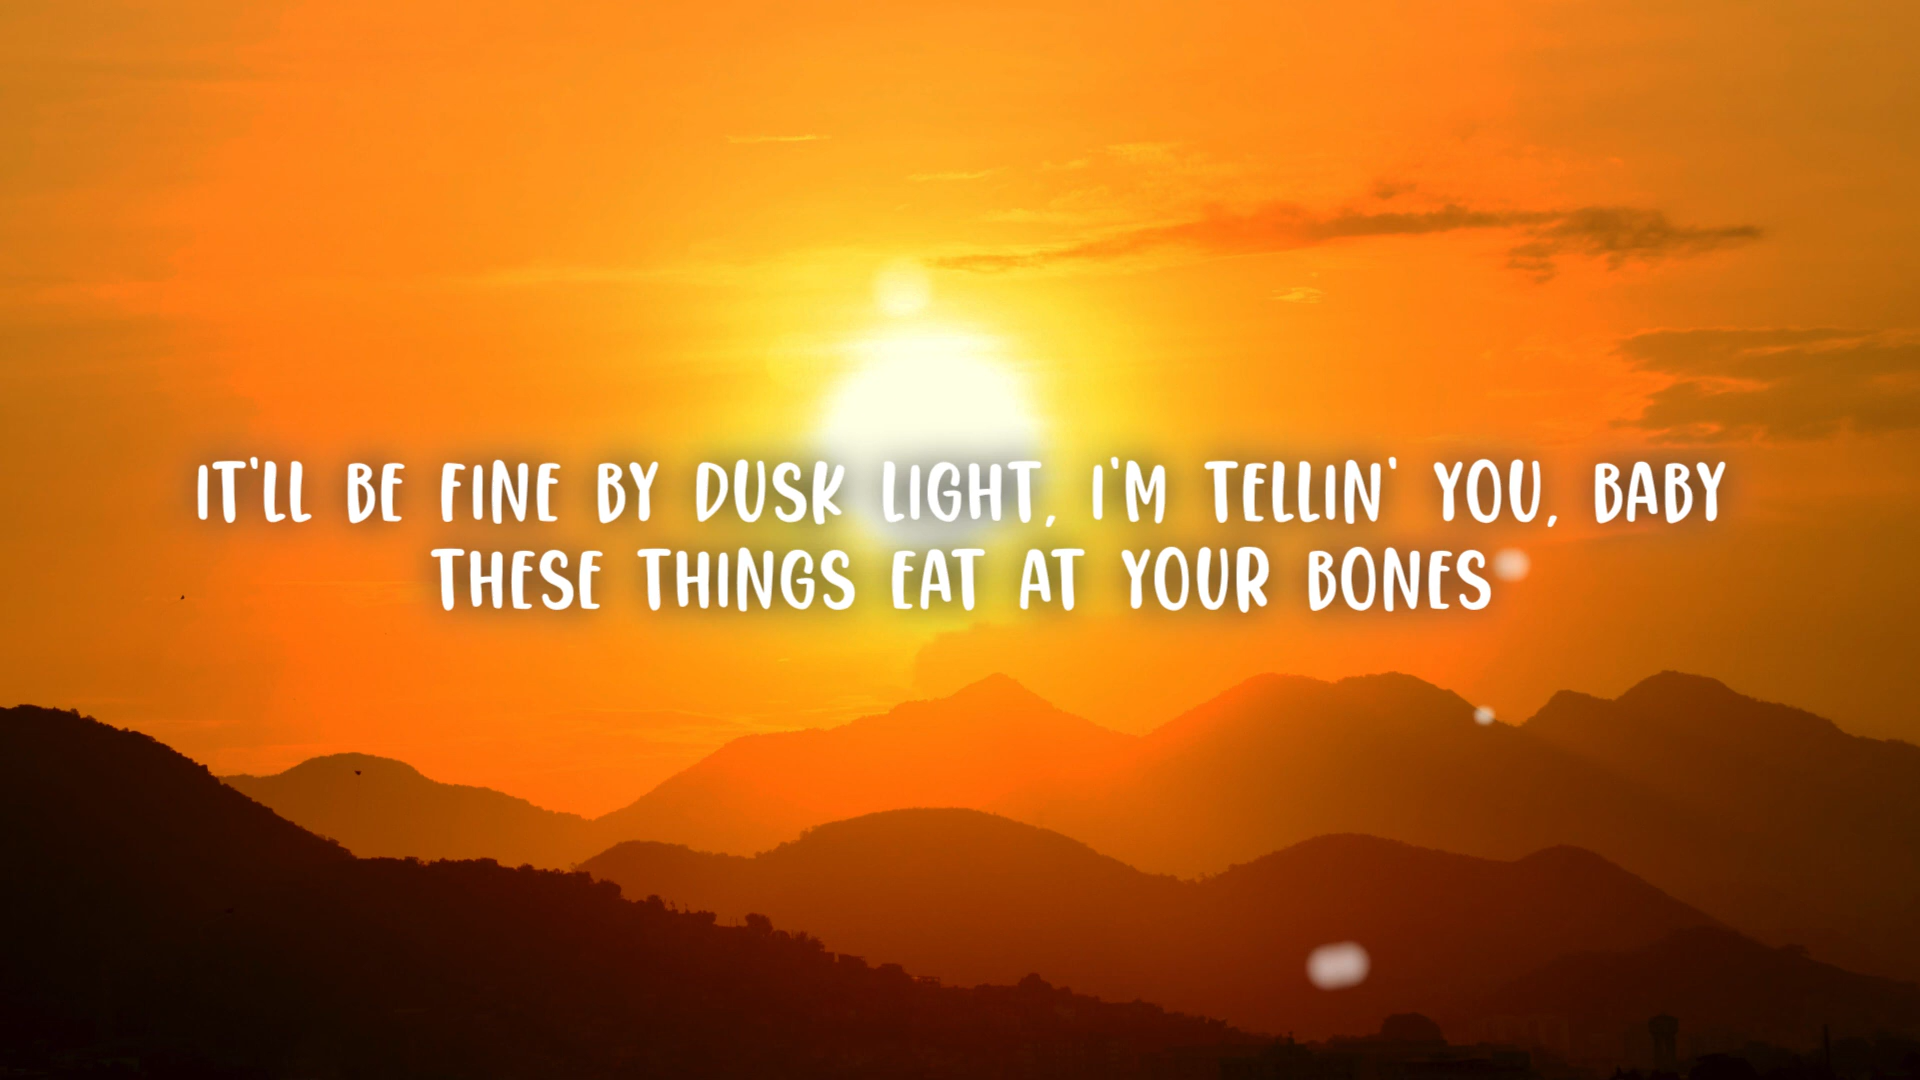 IT'LL BE FINE BY DUSK LIGHT, I'M TELLIN' YOU, BABY
THESE THINGS EAT AT YOUR BONES